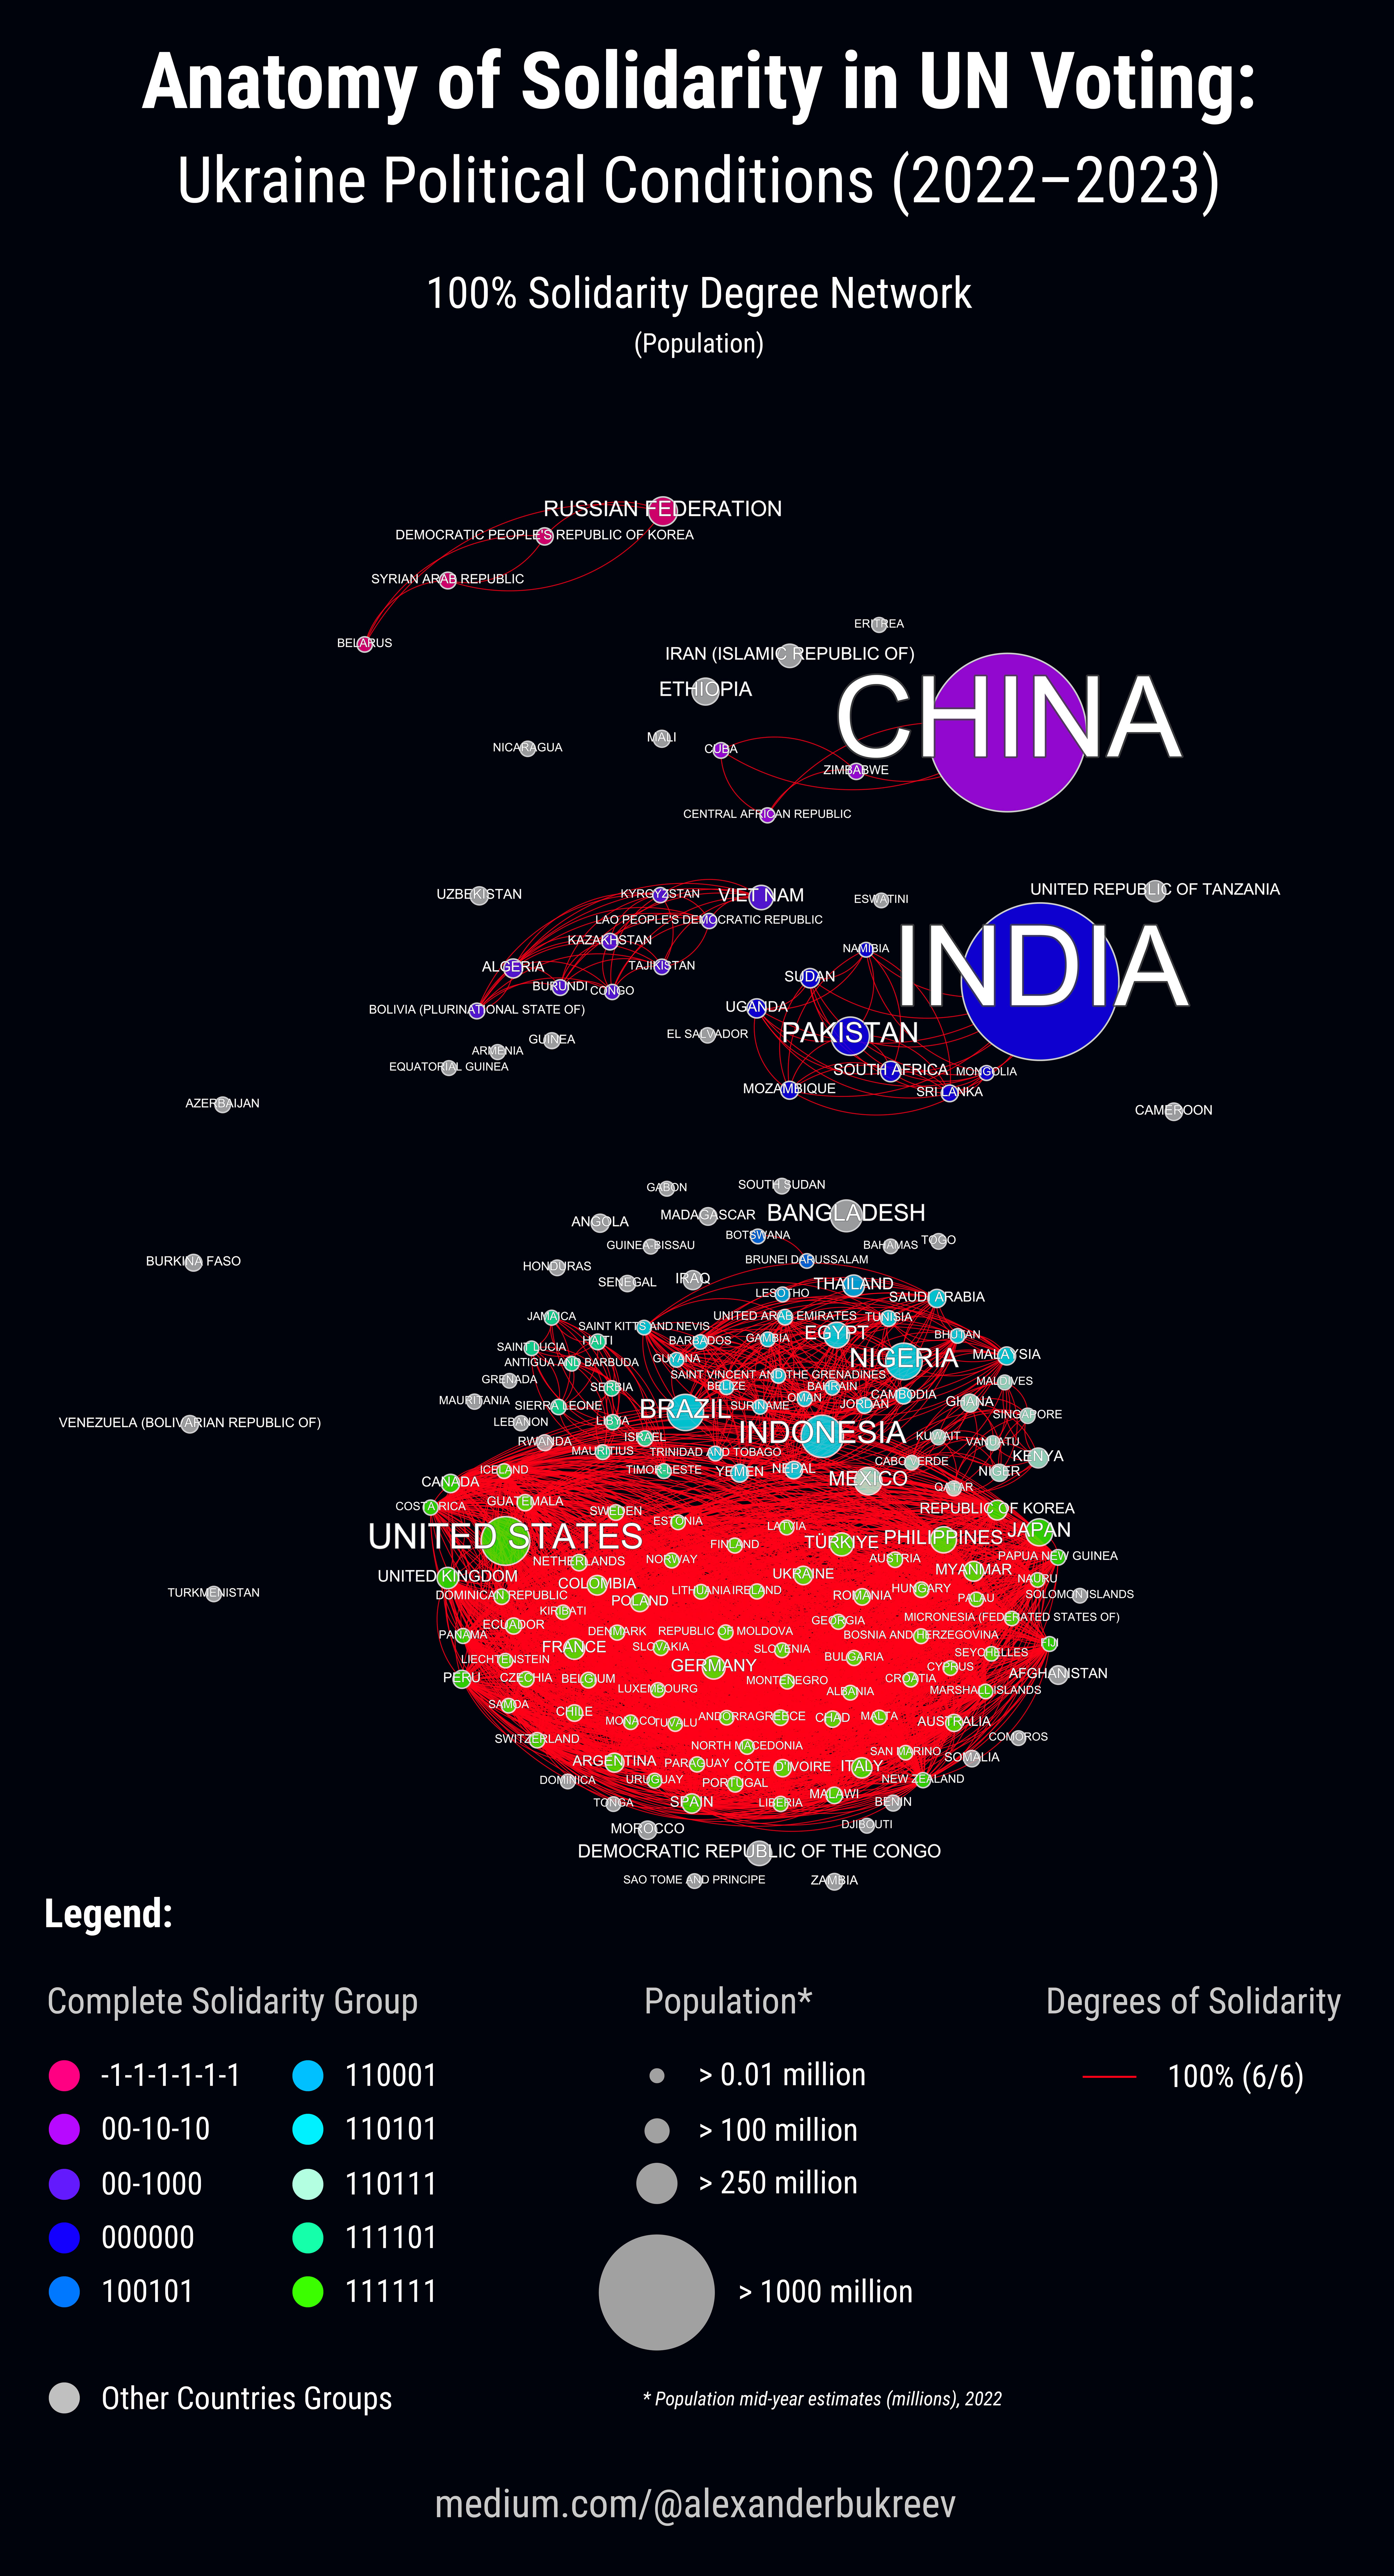 Anatomy of Solidarity in UN Voting:
Ukraine Political Conditions (2022–2023)
100% Solidarity Degree Network
(Population)
RUSSIAN FEDERATION
DEMOCRATIC PEOPLE'S REPUBLIC OF KOREA
SYRIAN ARAB REPUBLIC
BELARUS
ERITREA
IRAN (ISLAMIC REPUBLIC OF)
ETHIOPIA
CHINA
MALI
NICARAGUA
CUBA
ZIMBABWE
CENTRAL AFRICAN REPUBLIC
UZBEKISTAN
KYRGYZSTAN
VIET NAM
ESWATINI
UNITED REPUBLIC OF TANZANIA
LAO PEOPLE'S DEMOCRATIC REPUBLIC
KAZAKHSTAN
NAMIBIA
INDIA
ALGERIA
TAJIKISTAN
SUDAN
BURUNDI
CONGO
BOLIVIA (PLURINATIONAL STATE OF)
UGANDA
PAKISTAN
EL SALVADOR
GUINEA
ARMENIA
EQUATORIAL GUINEA
SOUTH AFRICA
MONGOLIA
MOZAMBIQUE
SRI LANKA
AZERBAIJAN
CAMEROON
GABON
SOUTH SUDAN
ANGOLA
MADAGASCAR
BANGLADESH
BOTSWANA
GUINEA-BISSAU
BAHAMAS
TOGO
BURKINA FASO
HONDURAS
BRUNEI DARUSSALAM
SENEGAL
IRAQ
THAILAND
LESOTHO
SAUDI ARABIA
JAMAICA
SAINT KITTS AND NEVIS
UNITED ARAB EMIRATES
TUNISIA
HAITI
BARBADOS
GAMBIA
EGYPT
BHUTAN
SAINT LUCIA
ANTIGUA AND BARBUDA
GUYANA
NIGERIA
MALAYSIA
GRENADA
SAINT VINCENT AND THE GRENADINES
MALDIVES
SERBIA
BELIZE
BAHRAIN
MAURITANIA
SIERRA LEONE
BRAZIL
SURINAME
OMAN
JORDAN
CAMBODIA
GHANA
SINGAPORE
VENEZUELA (BOLIVARIAN REPUBLIC OF)
LEBANON
LIBYA
ISRAEL
INDONESIA
KUWAIT
VANUATU
RWANDA
MAURITIUS
TRINIDAD AND TOBAGO
CABO VERDE
KENYA
ICELAND
TIMOR-LESTE
YEMEN
NEPAL
MEXICO
NIGER
CANADA
QATAR
COSTA RICA
GUATEMALA
SWEDEN
REPUBLIC OF KOREA
ESTONIA
LATVIA
UNITED STATES
FINLAND
TÜRKIYE
PHILIPPINES
JAPAN
NETHERLANDS
NORWAY
AUSTRIA
PAPUA NEW GUINEA
UNITED KINGDOM
COLOMBIA
UKRAINE
MYANMAR
NAURU
TURKMENISTAN
DOMINICAN REPUBLIC
POLAND
LITHUANIA
IRELAND
ROMANIA
HUNGARY
PALAU
SOLOMON ISLANDS
KIRIBATI
ECUADOR
GEORGIA
MICRONESIA (FEDERATED STATES OF)
PANAMA
DENMARK
REPUBLIC OF MOLDOVA
BOSNIA AND HERZEGOVINA
FRANCE
SLOVAKIA
SLOVENIA
SEYCHELLES
FIJI
LIECHTENSTEIN
GERMANY
BULGARIA
CYPRUS
AFGHANISTAN
PERU
CZECHIA
BELGIUM
LUXEMBOURG
MONTENEGRO
CROATIA
ALBANIA
MARSHALL ISLANDS
SAMOA
CHILE
MONACO
TUVALU
ANDORRA
GREECE
CHAD
MALTA
AUSTRALIA
SWITZERLAND
NORTH MACEDONIA
COMOROS
ARGENTINA
PARAGUAY
CÔTE D'IVOIRE
ITALY
SAN MARINO
SOMALIA
DOMINICA
URUGUAY
PORTUGAL
NEW ZEALAND
TONGA
SPAIN
LIBERIA
MALAWI
BENIN
MOROCCO
DJIBOUTI
DEMOCRATIC REPUBLIC OF THE CONGO
SAO TOME AND PRINCIPE
ZAMBIA
Legend:
Complete Solidarity Group
-1-1-1-1-1-1
00-10-10
00-1000
000000
100101
110001
110101
110111
111101
111111
Other Countries Groups
Population*
> 0.01 million
> 100 million
> 250 million
> 1000 million
* Population mid-year estimates (millions), 2022
Degrees of Solidarity
100% (6/6)
medium.com/@alexanderbukreev